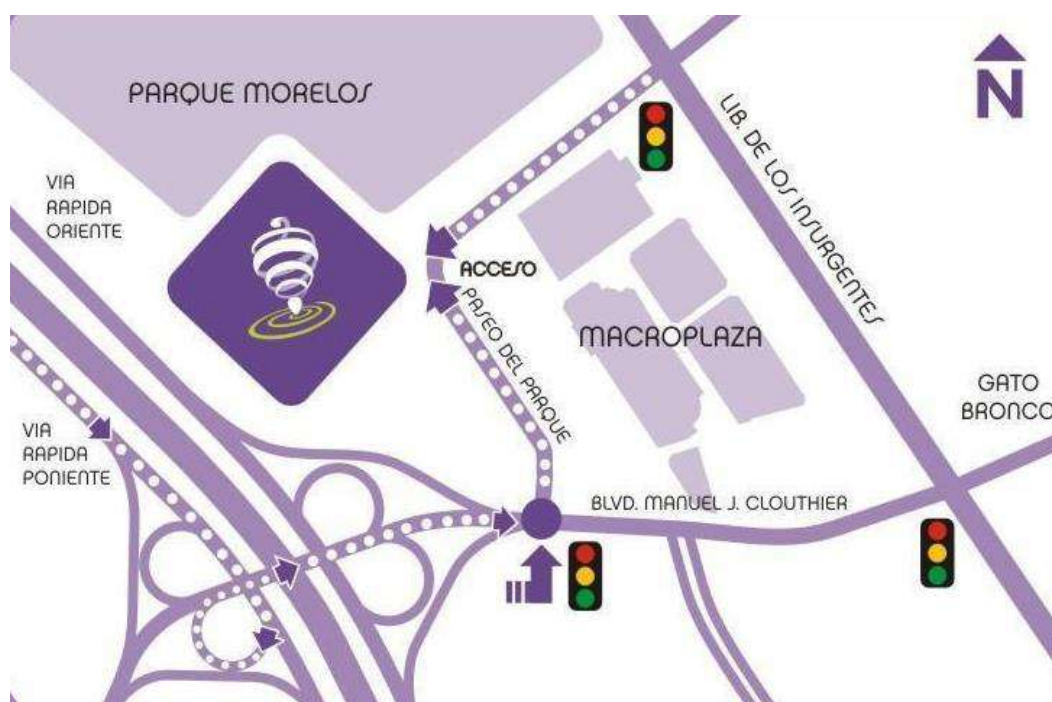 PARQUE MORELOS
N
VIA
RAPIDA
ORIENTE
LIB. DE LOS INSURGENTES
ACCESO
PASEO DEL PARQUE
MACROPLAZA
GATO
BRONCO
VIA
RAPIDA
PONIENTE
BLVD. MANUEL J. CLOUTHIER